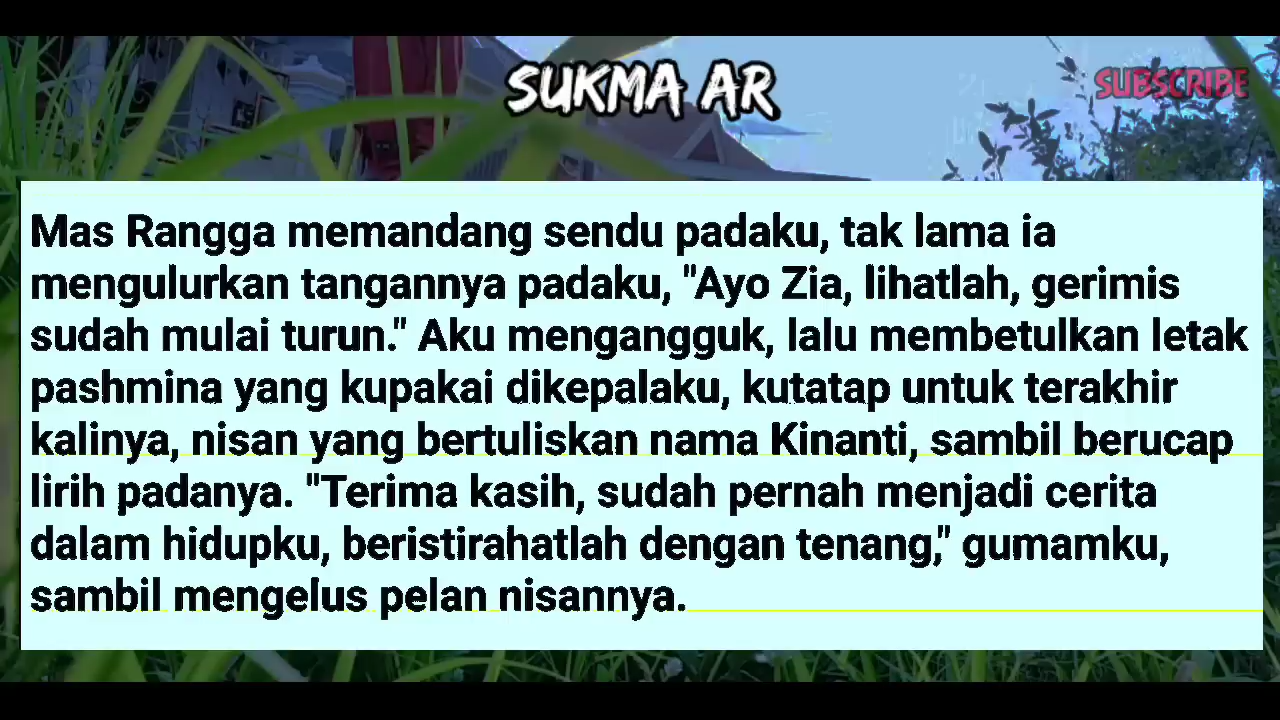 SUKMA AR
SUBSCRIBE
Mas Rangga memandang sendu padaku, tak lama ia
mengulurkan tangannya padaku, "Ayo Zia, lihatlah, gerimis
sudah mulai turun." Aku mengangguk, lalu membetulkan letak
pashmina yang kupakai dikepalaku, kutatap untuk terakhir
kalinya, nisan yang bertuliskan nama Kinanti, sambil berucap
lirih padanya. "Terima kasih, sudah pernah menjadi cerita
dalam hidupku, beristirahatlah dengan tenang," gumamku,
sambil mengelus pelan nisannya.